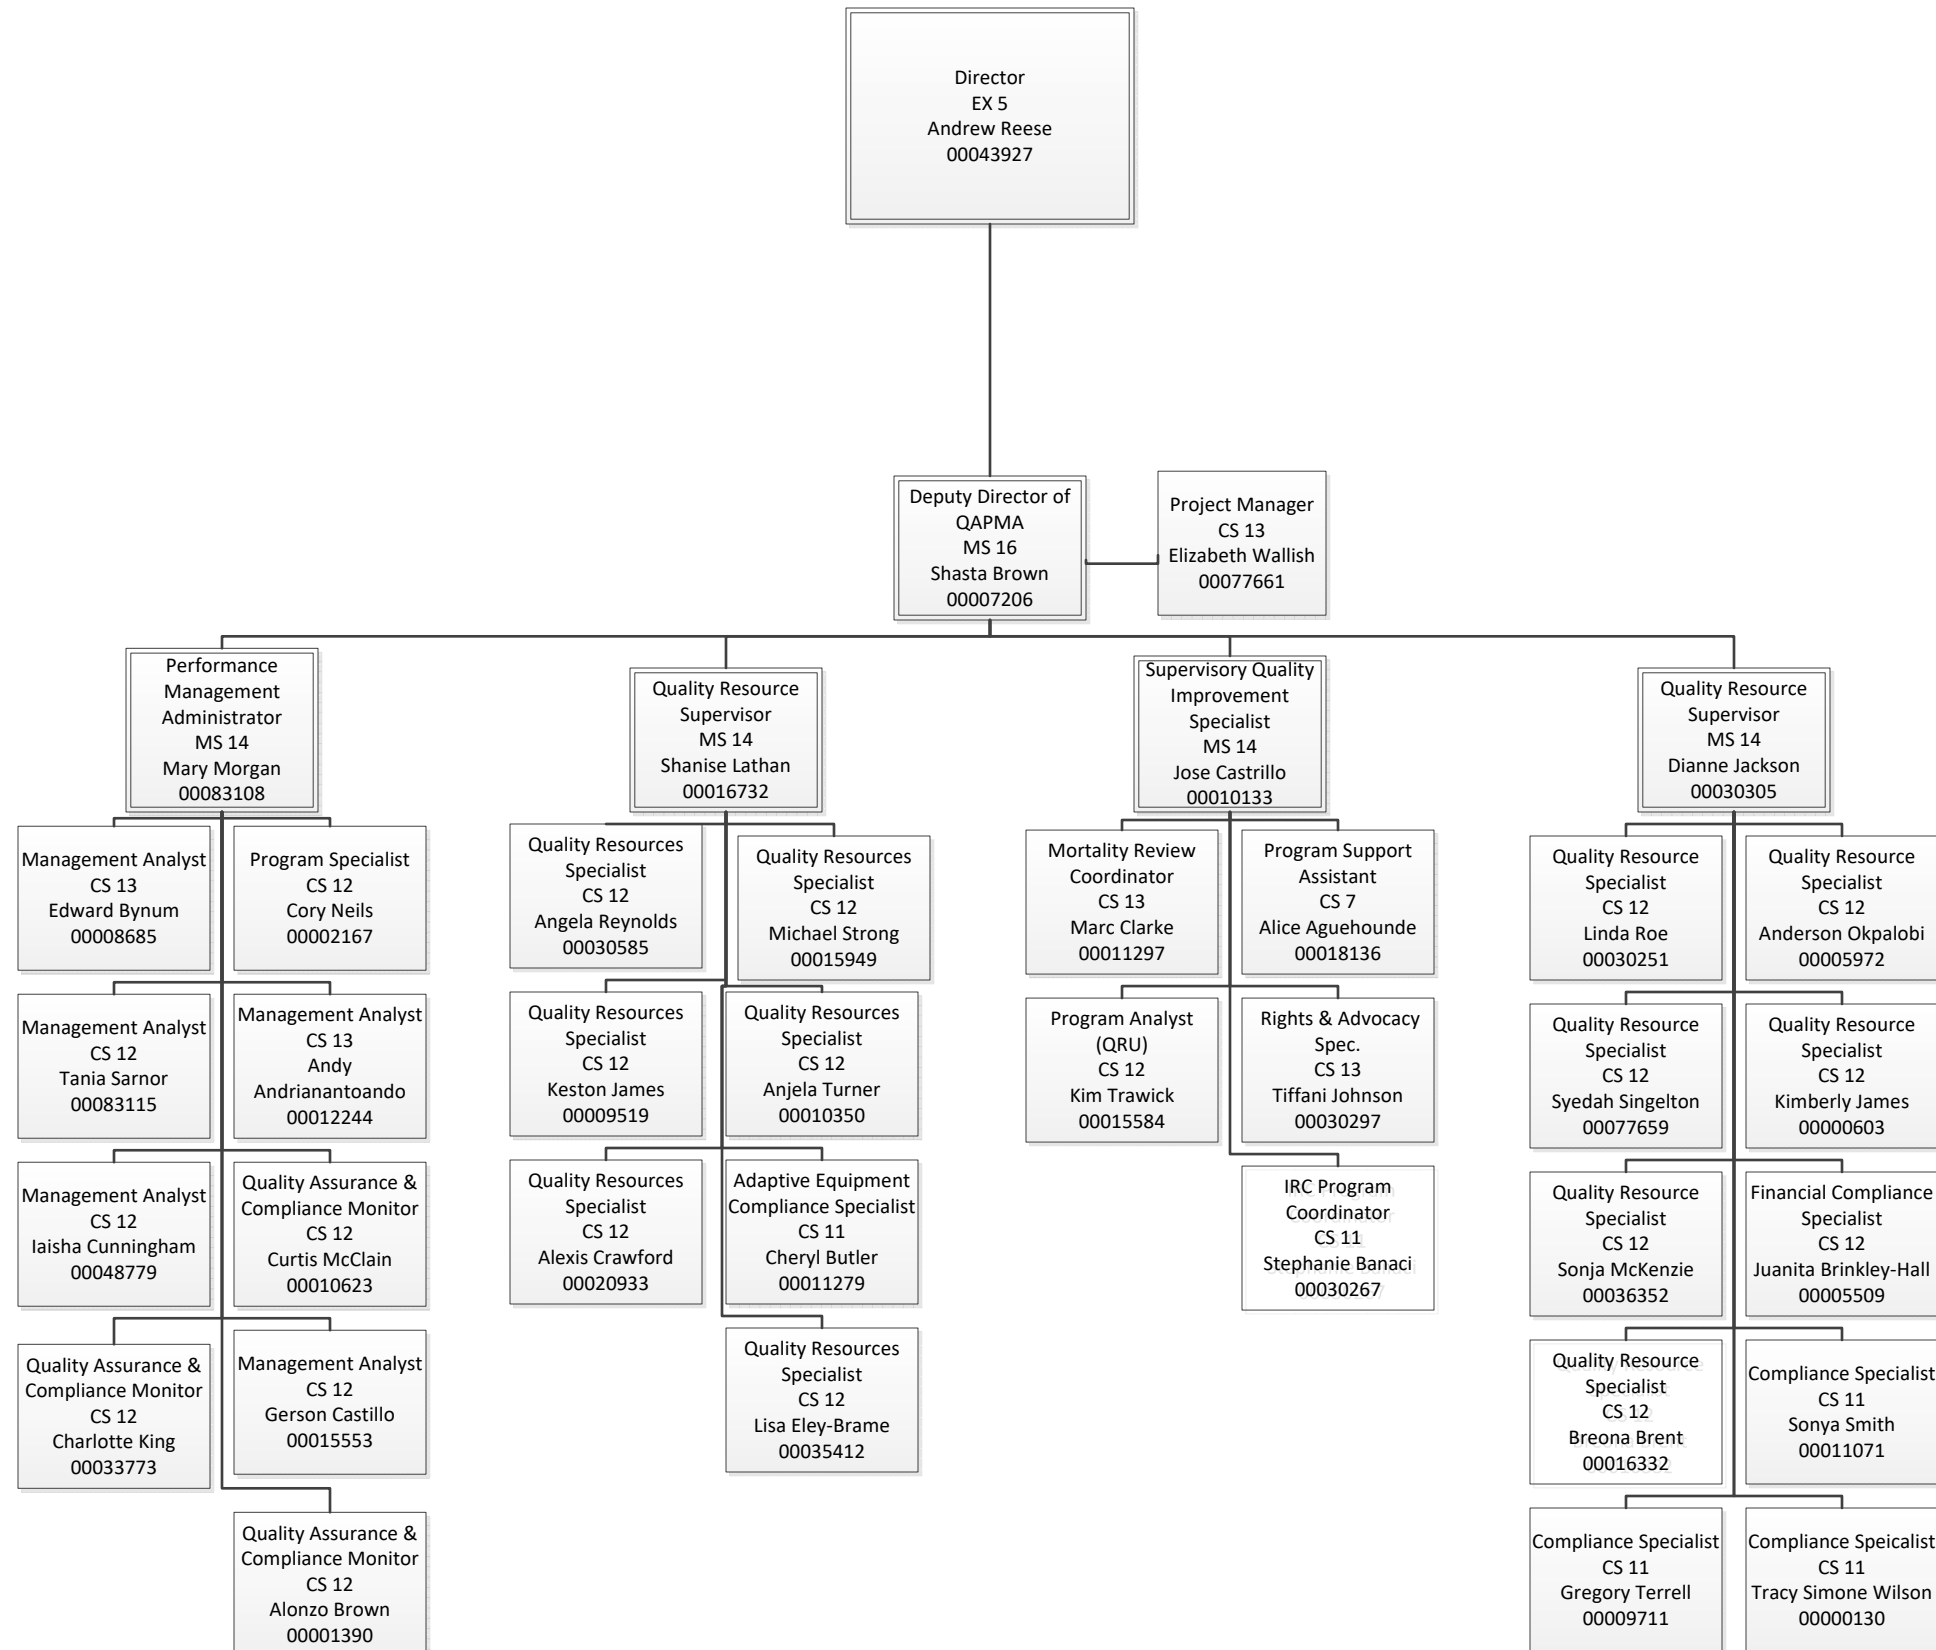 Director
EX 5
Andrew Reese
00043927
Deputy Director of
QAPMA
MS 16
Shasta Brown
00007206
Project Manager
CS 13
Elizabeth Wallish
00077661
Performance
Management
Administrator
MS 14
Mary Morgan
00083108
Quality Resource
Supervisor
MS 14
Shanise Lathan
00016732
Supervisory Quality
Improvement
Specialist
MS 14
Jose Castrillo
00010133
Quality Resource
Supervisor
MS 14
Dianne Jackson
00030305
Management Analyst
CS 13
Edward Bynum
00008685
Program Specialist
CS 12
Cory Neils
00002167
Management Analyst
CS 12
Tania Sarnor
00083115
Management Analyst
CS 13
Andy
Andrianantoando
00012244
Management Analyst
CS 12
Iaisha Cunningham
00048779
Quality Assurance &
Compliance Monitor
CS 12
Curtis McClain
00010623
Quality Assurance &
Compliance Monitor
CS 12
Charlotte King
00033773
Management Analyst
CS 12
Gerson Castillo
00015553
Quality Assurance &
Compliance Monitor
CS 12
Alonzo Brown
00001390
Quality Resources
Specialist
CS 12
Angela Reynolds
00030585
Quality Resources
Specialist
CS 12
Michael Strong
00015949
Quality Resources
Specialist
CS 12
Keston James
00009519
Quality Resources
Specialist
CS 12
Anjela Turner
00010350
Quality Resources
Specialist
CS 12
Alexis Crawford
00020933
Adaptive Equipment
Compliance Specialist
CS 11
Cheryl Butler
00011279
Quality Resources
Specialist
CS 12
Lisa Eley-Brame
00035412
Mortality Review
Coordinator
CS 13
Marc Clarke
00011297
Program Support
Assistant
CS 7
Alice Aguehounde
00018136
Program Analyst
(QRU)
CS 12
Kim Trawick
00015584
Rights & Advocacy
Spec.
CS 13
Tiffani Johnson
00030297
IRC Program
Coordinator
CS 11
Stephanie Banaci
00030267
Quality Resource
Specialist
CS 12
Linda Roe
00030251
Quality Resource
Specialist
CS 12
Anderson Okpalobi
00005972
Quality Resource
Specialist
CS 12
Syedah Singelton
00077659
Quality Resource
Specialist
CS 12
Kimberly James
00000603
Quality Resource
Specialist
CS 12
Sonja McKenzie
00036352
Financial Compliance
Specialist
CS 12
Juanita Brinkley-Hall
00005509
Quality Resource
Specialist
CS 12
Breona Brent
00016332
Compliance Specialist
CS 11
Sonya Smith
00011071
Compliance Specialist
CS 11
Gregory Terrell
00009711
Compliance Speicalist
CS 11
Tracy Simone Wilson
00000130